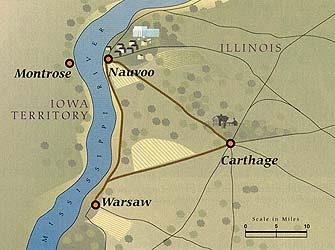 ILLINOIS
Montrose
Nauvoo
IOWA
TERRITORY
MISSISSIPPI RIVER
Carthage
Warsaw
Scale in Miles
0
5
10